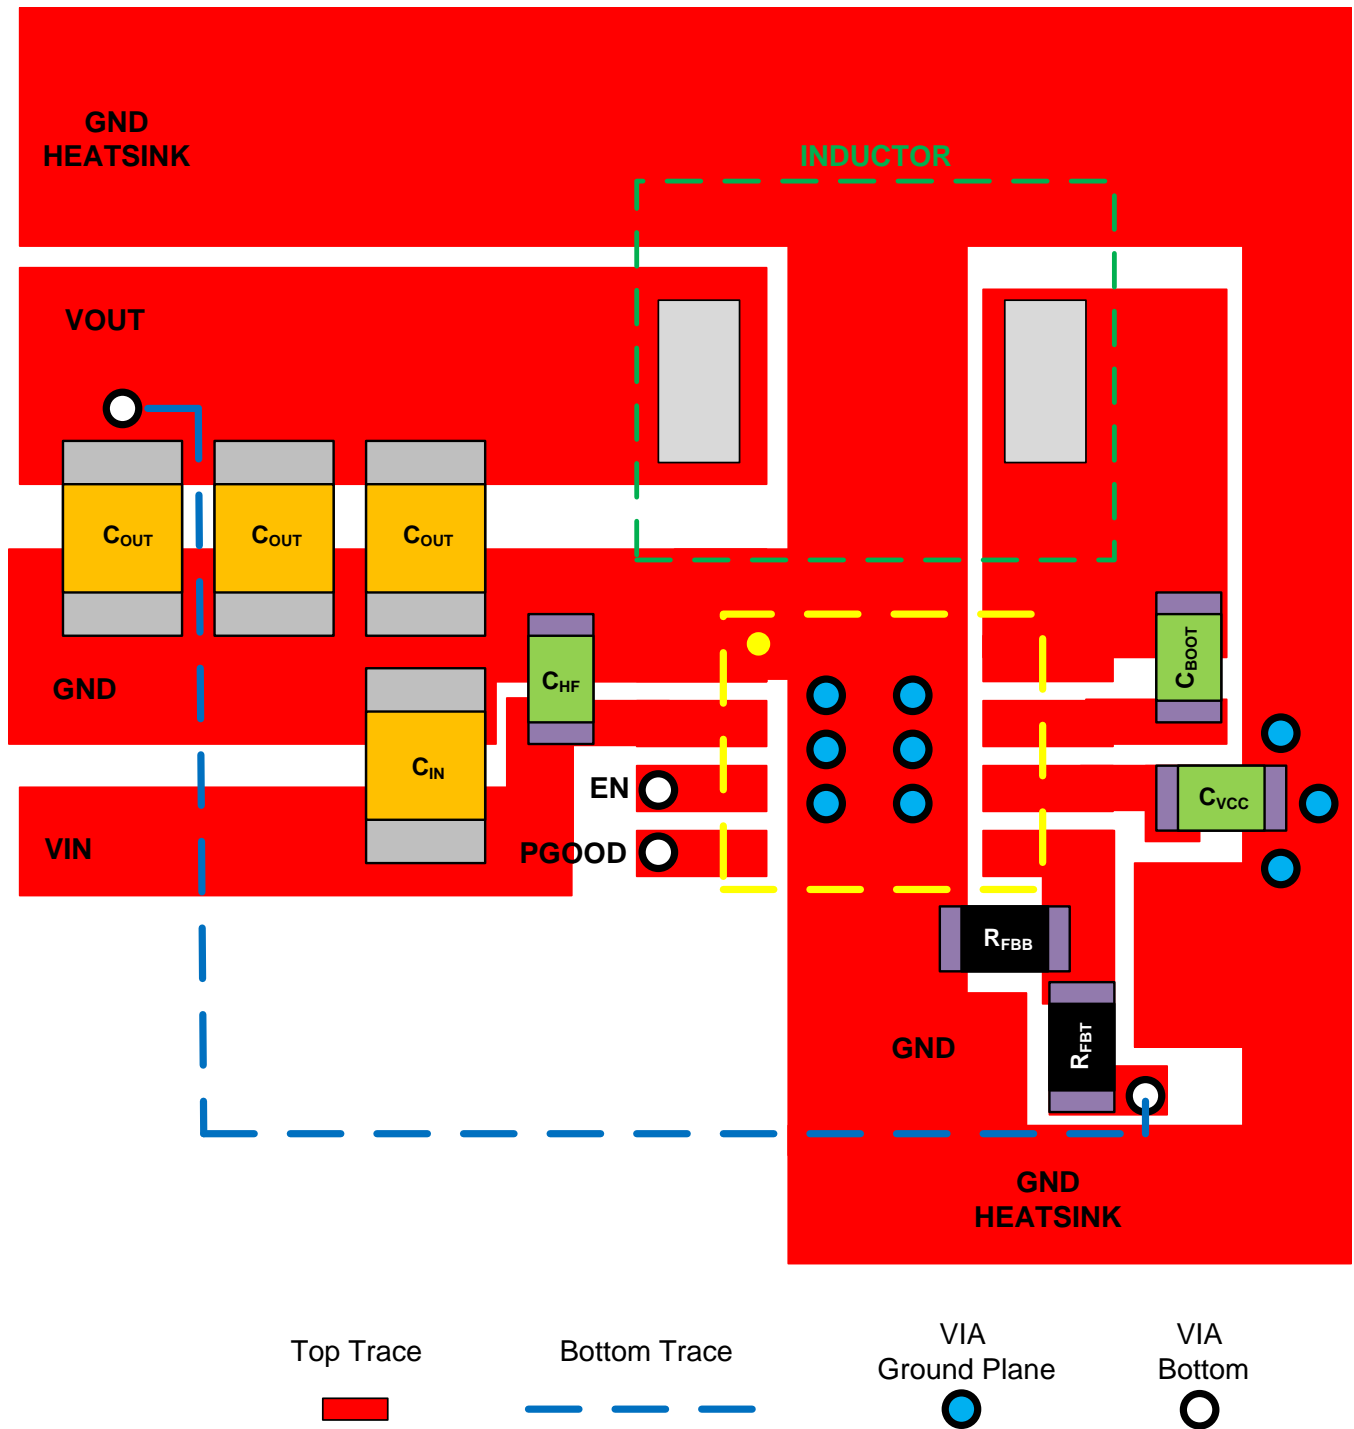 GND
HEATSINK
INDUCTOR
VOUT
COUT
COUT
COUT
GND
CHF
CBOOT
CIN
EN
CVCC
VIN
PGOOD
RFBB
GND
RFBT
GND
HEATSINK
Top Trace
Bottom Trace
VIA
Ground Plane
VIA
Bottom